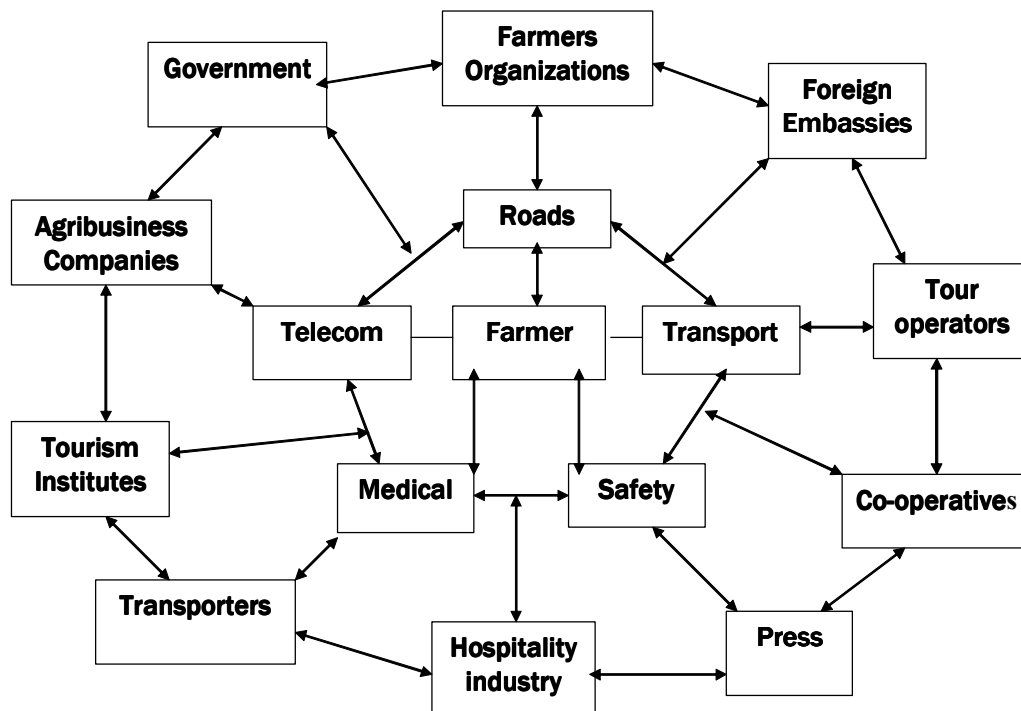 Farmers
Organizations
Government
Foreign
Embassies
Roads
Agribusiness
Companies
Tour
operators
Telecom
Farmer
Transport
Tourism
Institutes
Medical
Safety
Co-operatives
Transporters
Hospitality
industry
Press